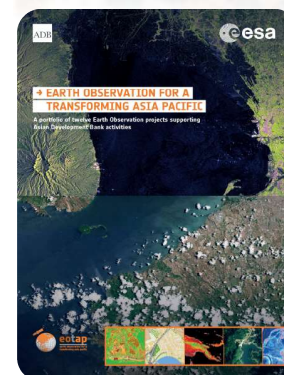 ADB
esa
→ EARTH OBSERVATION FOR A
TRANSFORMING ASIA PACIFIC
A portfolio of twelve Earth Observation projects supporting
Asian Development Bank activities
eotap